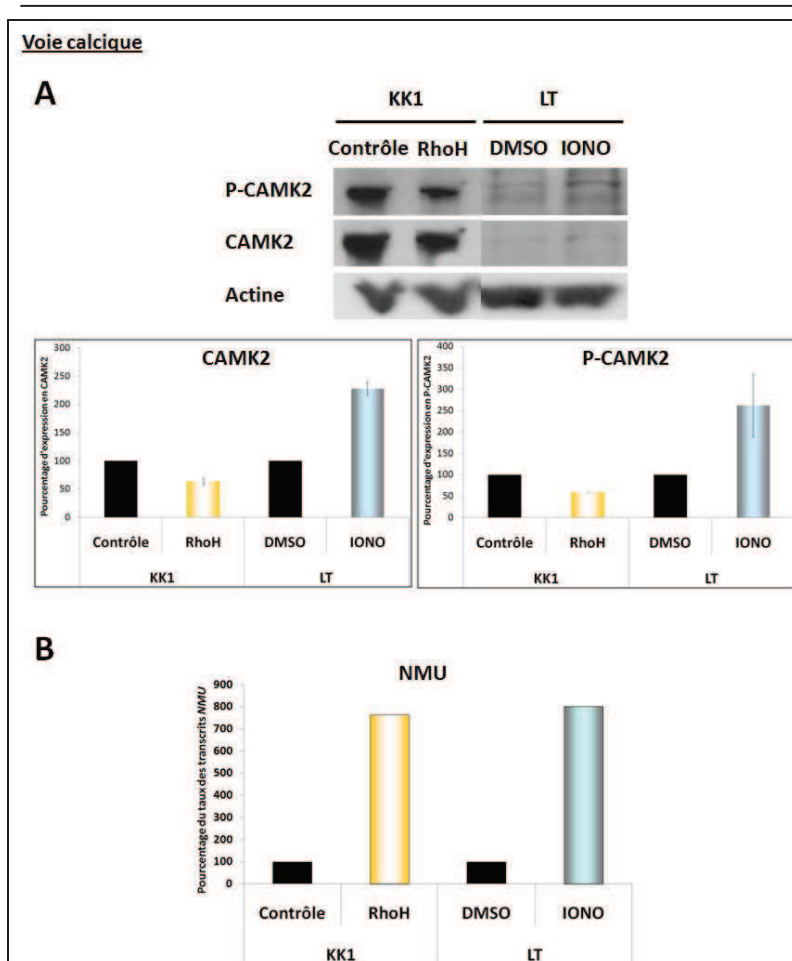 Voie calcique
A
KK1 LT
Contrôle RhoH DMSO IONO
P-CAMK2
CAMK2
Actine
CAMK2
Pourcentage d'expression en CAMK2
300
250
200
150
100
50
0
Contrôle RhoH DMSO IONO
KK1 LT
P-CAMK2
Pourcentage d'expression en P-CAMK2
400
350
300
250
200
150
100
50
0
Contrôle RhoH DMSO IONO
KK1 LT
B
NMU
Pourcentage du taux des transcrits NMU
900
800
700
600
500
400
300
200
100
0
Contrôle RhoH DMSO IONO
KK1 LT